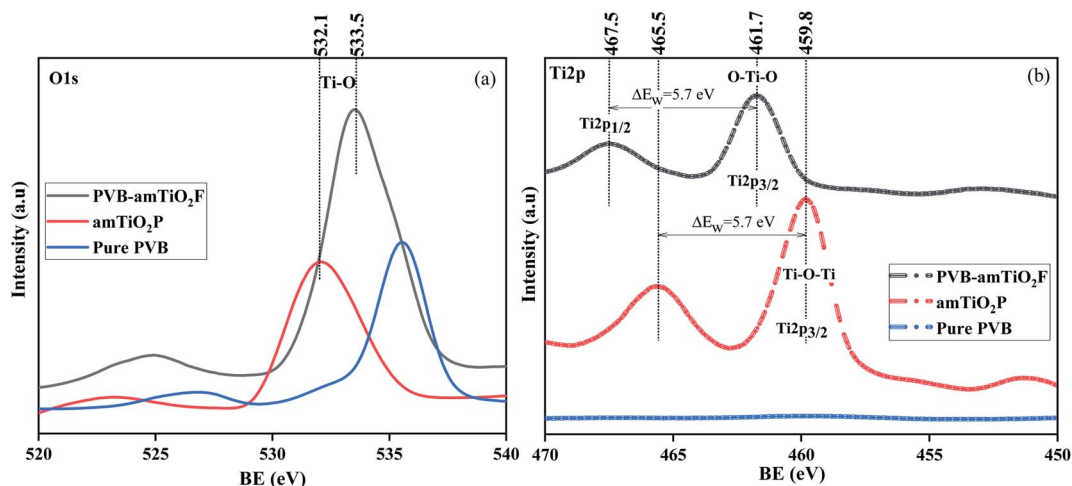 532.1
533.5
O1s
Ti-O
(a)
PVB-amTiO2F
amTiO2P
Pure PVB
Intensity (a.u)
520
525
530
535
540
BE (eV)
467.5
465.5
461.7
459.8
Ti2p
O-Ti-O
(b)
ΔEW=5.7 eV
Ti2p1/2
Ti2p3/2
ΔEW=5.7 eV
Ti-O-Ti
Ti2p3/2
PVB-amTiO2F
amTiO2P
Pure PVB
Intensity (a.u)
470
465
460
455
450
BE (eV)